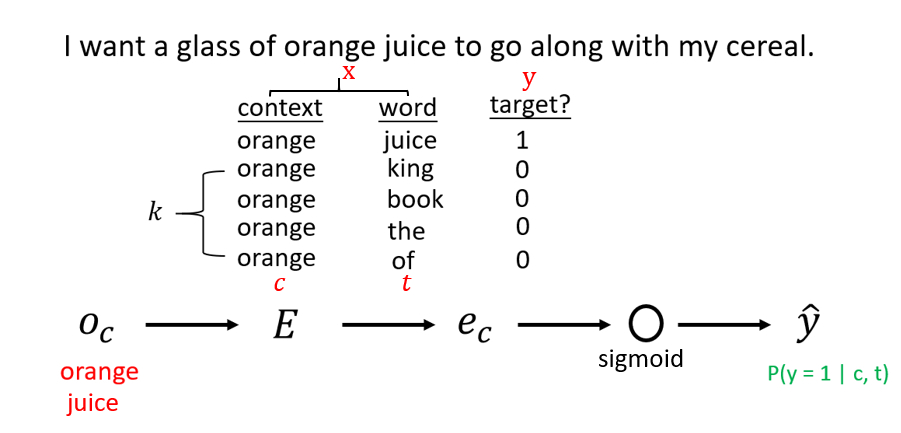 I want a glass of orange juice to go along with my cereal.
x y
context word target?
orange juice 1
orange king 0
k orange book 0
orange the 0
orange of 0
c t
o_c E e_c ŷ
sigmoid
orange P(y = 1 | c, t)
juice